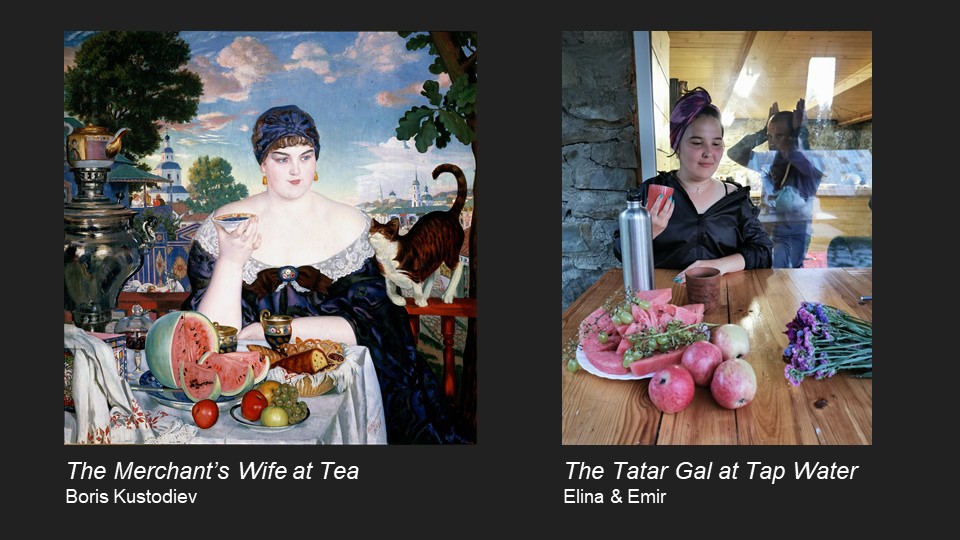 The Merchant’s Wife at Tea
Boris Kustodiev
The Tatar Gal at Tap Water
Elina & Emir